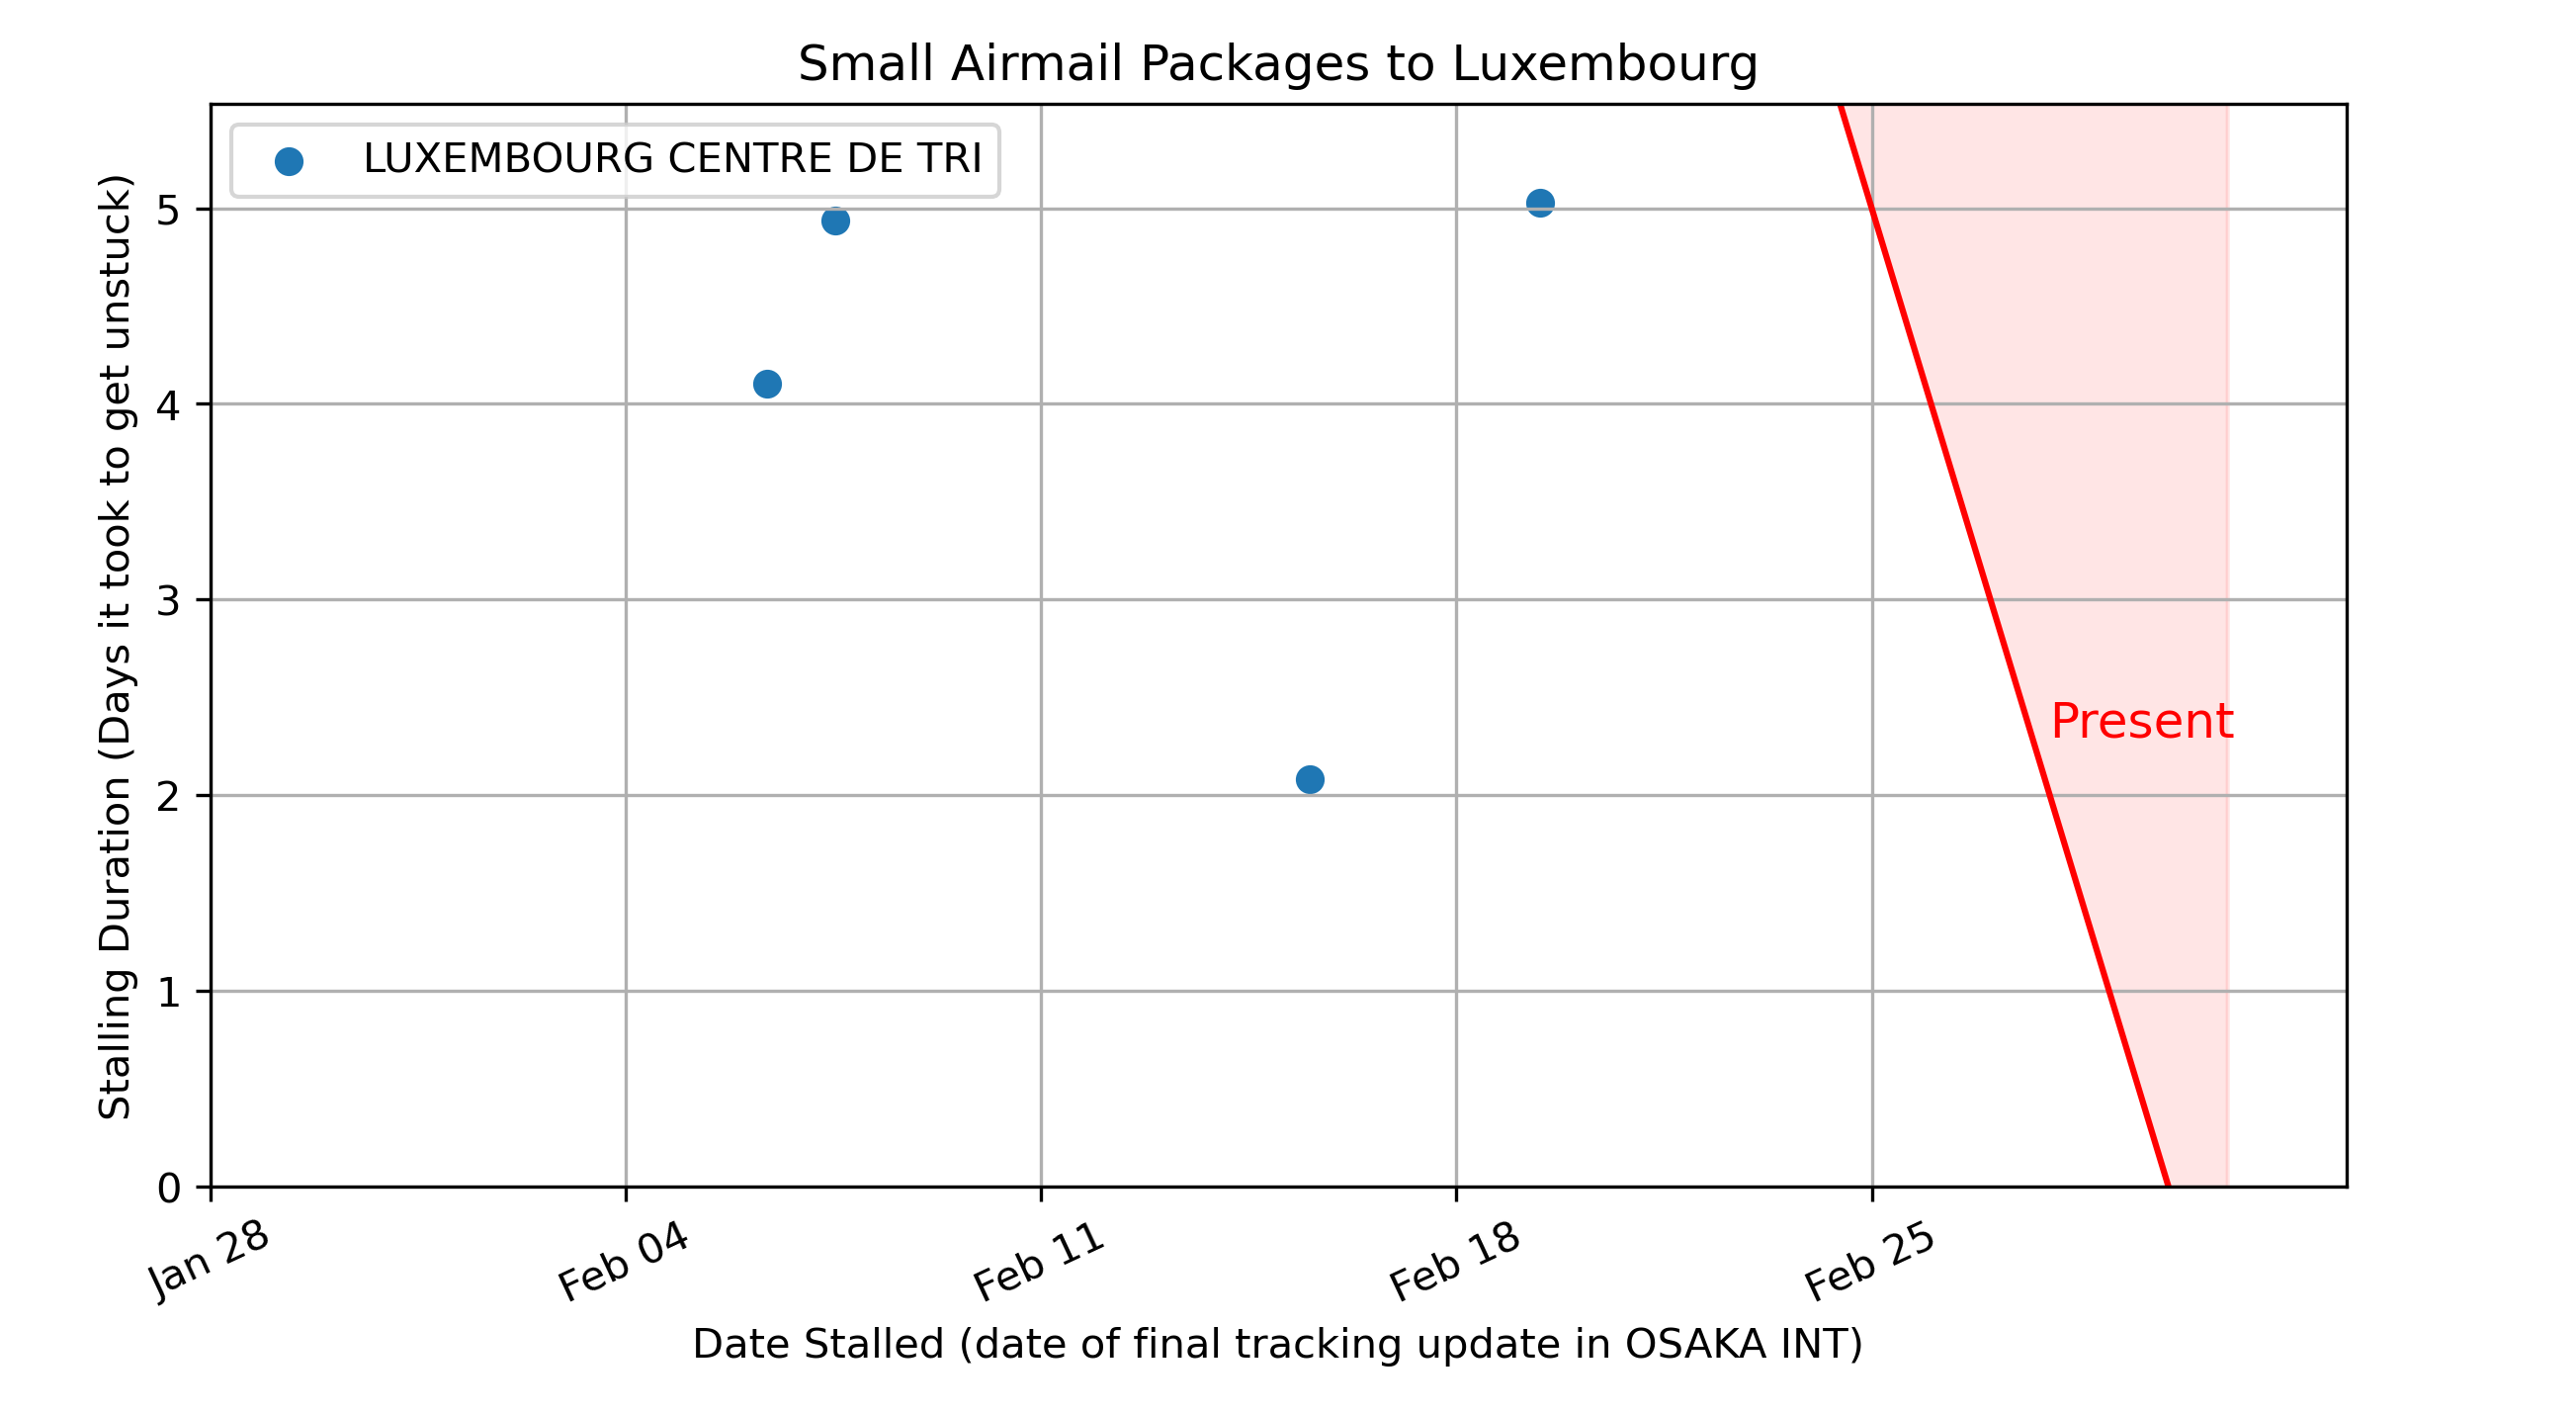 Small Airmail Packages to Luxembourg
LUXEMBOURG CENTRE DE TRI
Stalling Duration (Days it took to get unstuck)
5
4
3
2
1
0
Present
Jan 28
Feb 04
Feb 11
Feb 18
Feb 25
Date Stalled (date of final tracking update in OSAKA INT)